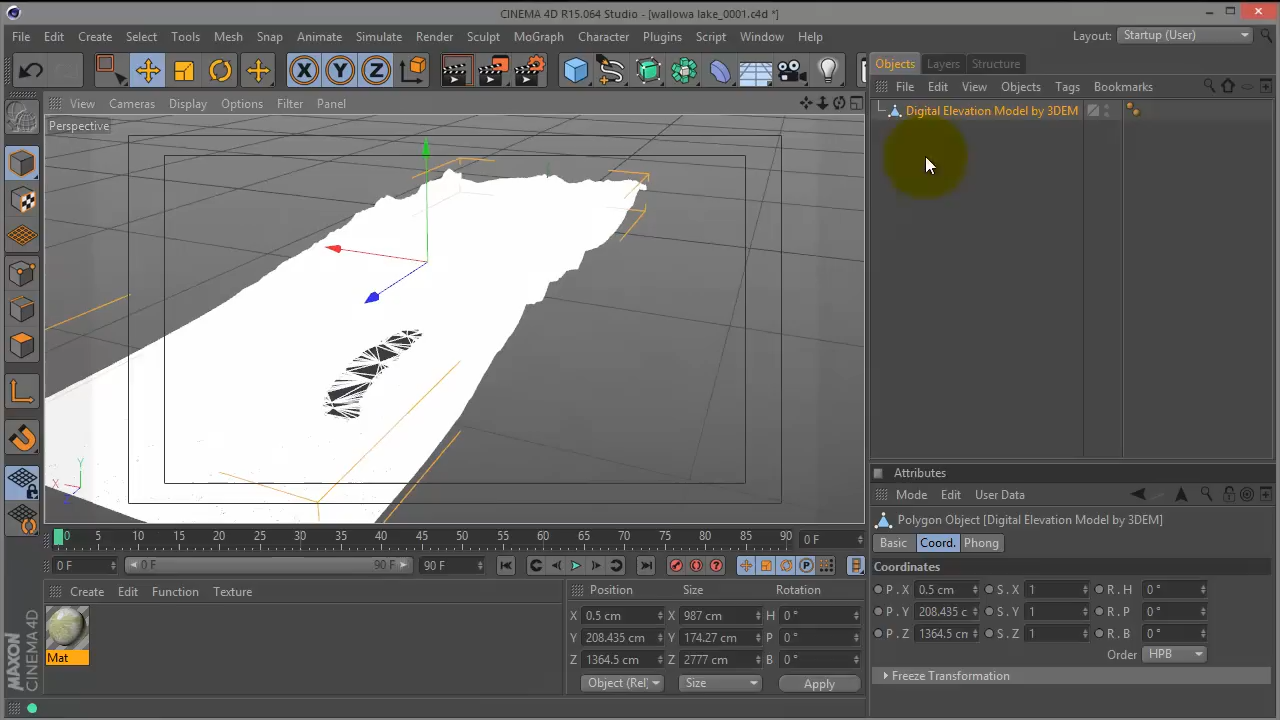 CINEMA 4D R15.064 Studio - [wallowa lake_0001.c4d *]
File Edit Create Select Tools Mesh Snap Animate Simulate Render Sculpt MoGraph Character Plugins Script Window Help Layout: Startup (User)
Objects Layers Structure
File Edit View Objects Tags Bookmarks
View Cameras Display Options Filter Panel
Digital Elevation Model by 3DEM
Perspective
Y
X
Attributes
Mode Edit User Data
Polygon Object [Digital Elevation Model by 3DEM]
0 5 10 15 20 25 30 35 40 45 50 55 60 65 70 75 80 85 90 0 F
Basic Coord. Phong
0 F 0 F 90 F 90 F
Coordinates
Create Edit Function Texture
Position Size Rotation
P . X 0.5 cm S . X 1 R . H 0 °
P . Y 208.435 c S . Y 1 R . P 0 °
P . Z 1364.5 cm S . Z 1 R . B 0 °
X 0.5 cm X 987 cm H 0 °
Y 208.435 cm Y 174.27 cm P 0 °
Z 1364.5 cm Z 2777 cm B 0 °
Order HPB
Mat
Freeze Transformation
Object (Rel) Size Apply
MAXON
CINEMA 4D